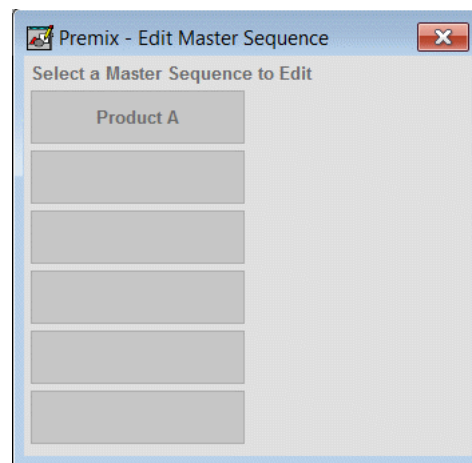 Premix - Edit Master Sequence
Select a Master Sequence to Edit
Product A